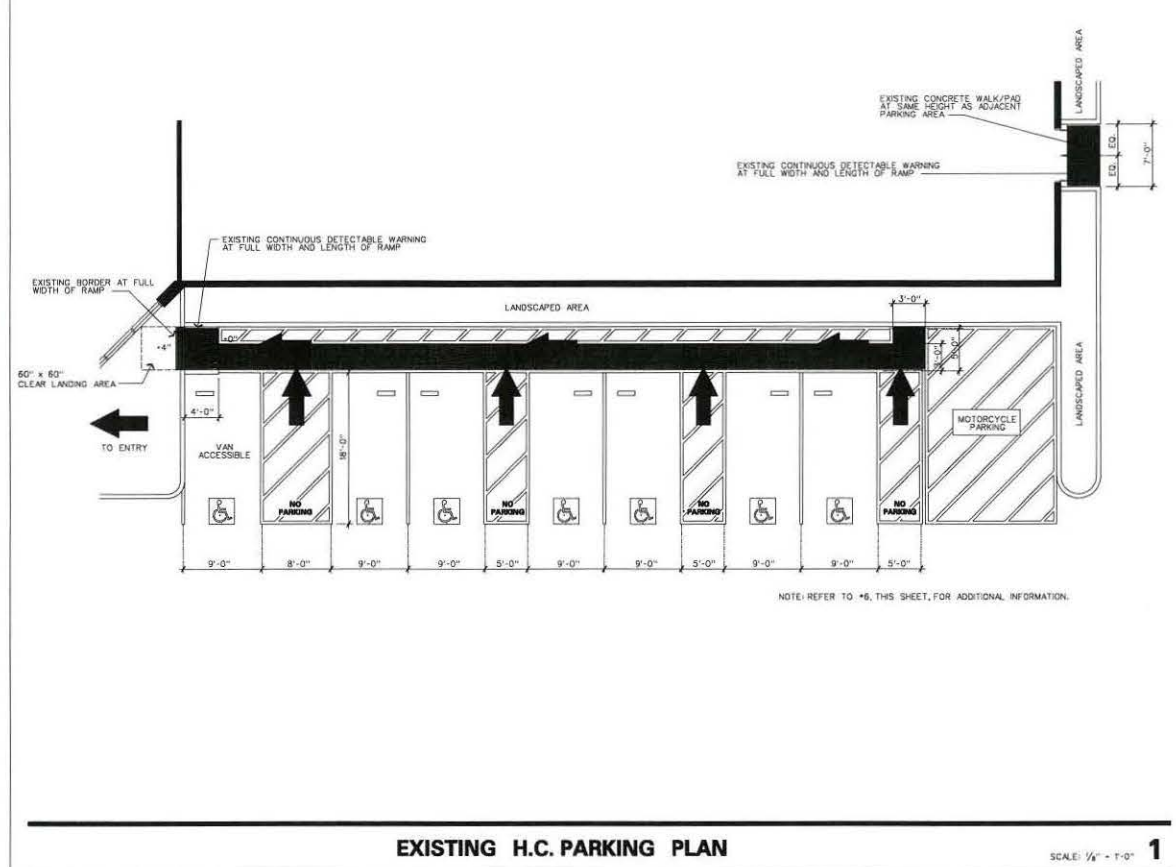 LANDSCAPED AREA
EXISTING CONCRETE WALK/PAD
AT SAME HEIGHT AS ADJACENT
PARKING AREA
EQ.
EQ.
7'-0"
EXISTING CONTINUOUS DETECTABLE WARNING
AT FULL WIDTH AND LENGTH OF RAMP
EXISTING CONTINUOUS DETECTABLE WARNING
AT FULL WIDTH AND LENGTH OF RAMP
EXISTING BORDER AT FULL
WIDTH OF RAMP
LANDSCAPED AREA
3'-0"
+4"
60" x 60"
CLEAR LANDING AREA
4'-0"
TO ENTRY
VAN
ACCESSIBLE
18'-0"
MOTORCYCLE
PARKING
LANDSCAPED AREA
NO
PARKING
NO
PARKING
NO
PARKING
NO
PARKING
9'-0" 8'-0" 9'-0" 9'-0" 5'-0" 9'-0" 9'-0" 5'-0" 9'-0" 9'-0" 5'-0"
NOTE: REFER TO #6, THIS SHEET, FOR ADDITIONAL INFORMATION.
EXISTING H.C. PARKING PLAN
SCALE: 1/8" = 1'-0"
1